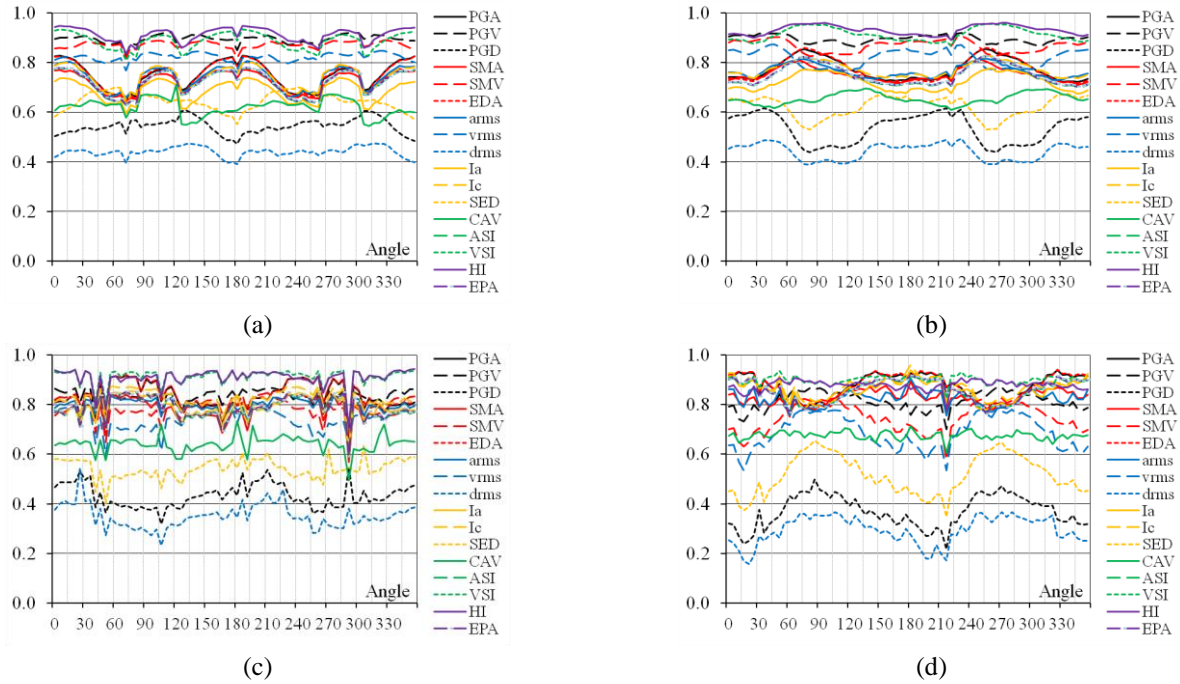 1.0
0.8
0.6
0.4
0.2
0.0
Angle
0 30 60 90 120 150 180 210 240 270 300 330
PGA
PGV
PGD
SMA
SMV
EDA
arms
vrms
drms
Ia
Ic
SED
CAV
ASI
VSI
HI
EPA
(a)
1.0
0.8
0.6
0.4
0.2
0.0
Angle
0 30 60 90 120 150 180 210 240 270 300 330
PGA
PGV
PGD
SMA
SMV
EDA
arms
vrms
drms
Ia
Ic
SED
CAV
ASI
VSI
HI
EPA
(b)
1.0
0.8
0.6
0.4
0.2
0.0
Angle
0 30 60 90 120 150 180 210 240 270 300 330
PGA
PGV
PGD
SMA
SMV
EDA
arms
vrms
drms
Ia
Ic
SED
CAV
ASI
VSI
HI
EPA
(c)
1.0
0.8
0.6
0.4
0.2
0.0
Angle
0 30 60 90 120 150 180 210 240 270 300 330
PGA
PGV
PGD
SMA
SMV
EDA
arms
vrms
drms
Ia
Ic
SED
CAV
ASI
VSI
HI
EPA
(d)